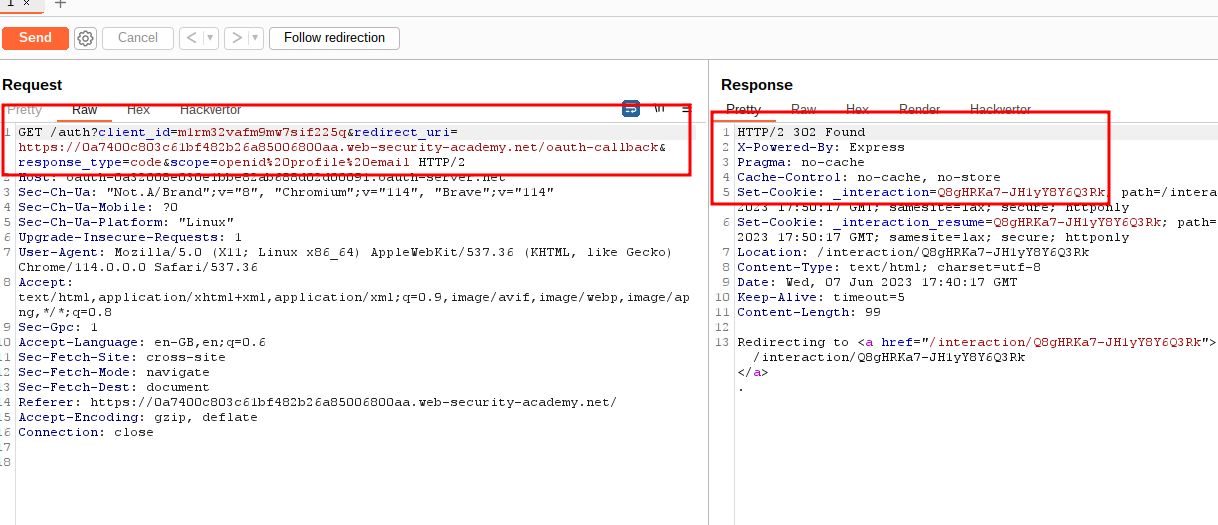 1 ×
+
Send
Cancel
< | ▼
> | ▼
Follow redirection
Request
Pretty Raw Hex Hackvertor
\n ≡
1 GET /auth?client_id=m1rm32vafm9mw7sif225q&redirect_uri=
https://0a7400c803c61bf482b26a85006800aa.web-security-academy.net/oauth-callback&
response_type=code&scope=openid%20profile%20email HTTP/2
2 Host: oauth-0a32008e030e1bbe82ab688d02d00091.oauth-server.net
3 Sec-Ch-Ua: "Not.A/Brand";v="8", "Chromium";v="114", "Brave";v="114"
4 Sec-Ch-Ua-Mobile: ?0
5 Sec-Ch-Ua-Platform: "Linux"
6 Upgrade-Insecure-Requests: 1
7 User-Agent: Mozilla/5.0 (X11; Linux x86_64) AppleWebKit/537.36 (KHTML, like Gecko)
Chrome/114.0.0.0 Safari/537.36
8 Accept:
text/html,application/xhtml+xml,application/xml;q=0.9,image/avif,image/webp,image/ap
ng,*/*;q=0.8
9 Sec-Gpc: 1
10 Accept-Language: en-GB,en;q=0.6
11 Sec-Fetch-Site: cross-site
12 Sec-Fetch-Mode: navigate
13 Sec-Fetch-Dest: document
14 Referer: https://0a7400c803c61bf482b26a85006800aa.web-security-academy.net/
15 Accept-Encoding: gzip, deflate
16 Connection: close
17
18
Response
Pretty Raw Hex Render Hackvertor
1 HTTP/2 302 Found
2 X-Powered-By: Express
3 Pragma: no-cache
4 Cache-Control: no-cache, no-store
5 Set-Cookie: _interaction=Q8gHRKa7-JH1yY8Y6Q3Rk; path=/intera
2023 17:50:17 GMT; samesite=lax; secure; httponly
6 Set-Cookie: _interaction_resume=Q8gHRKa7-JH1yY8Y6Q3Rk; path=
2023 17:50:17 GMT; samesite=lax; secure; httponly
7 Location: /interaction/Q8gHRKa7-JH1yY8Y6Q3Rk
8 Content-Type: text/html; charset=utf-8
9 Date: Wed, 07 Jun 2023 17:40:17 GMT
10 Keep-Alive: timeout=5
11 Content-Length: 99
12
13 Redirecting to <a href="/interaction/Q8gHRKa7-JH1yY8Y6Q3Rk">
/interaction/Q8gHRKa7-JH1yY8Y6Q3Rk
</a>
.